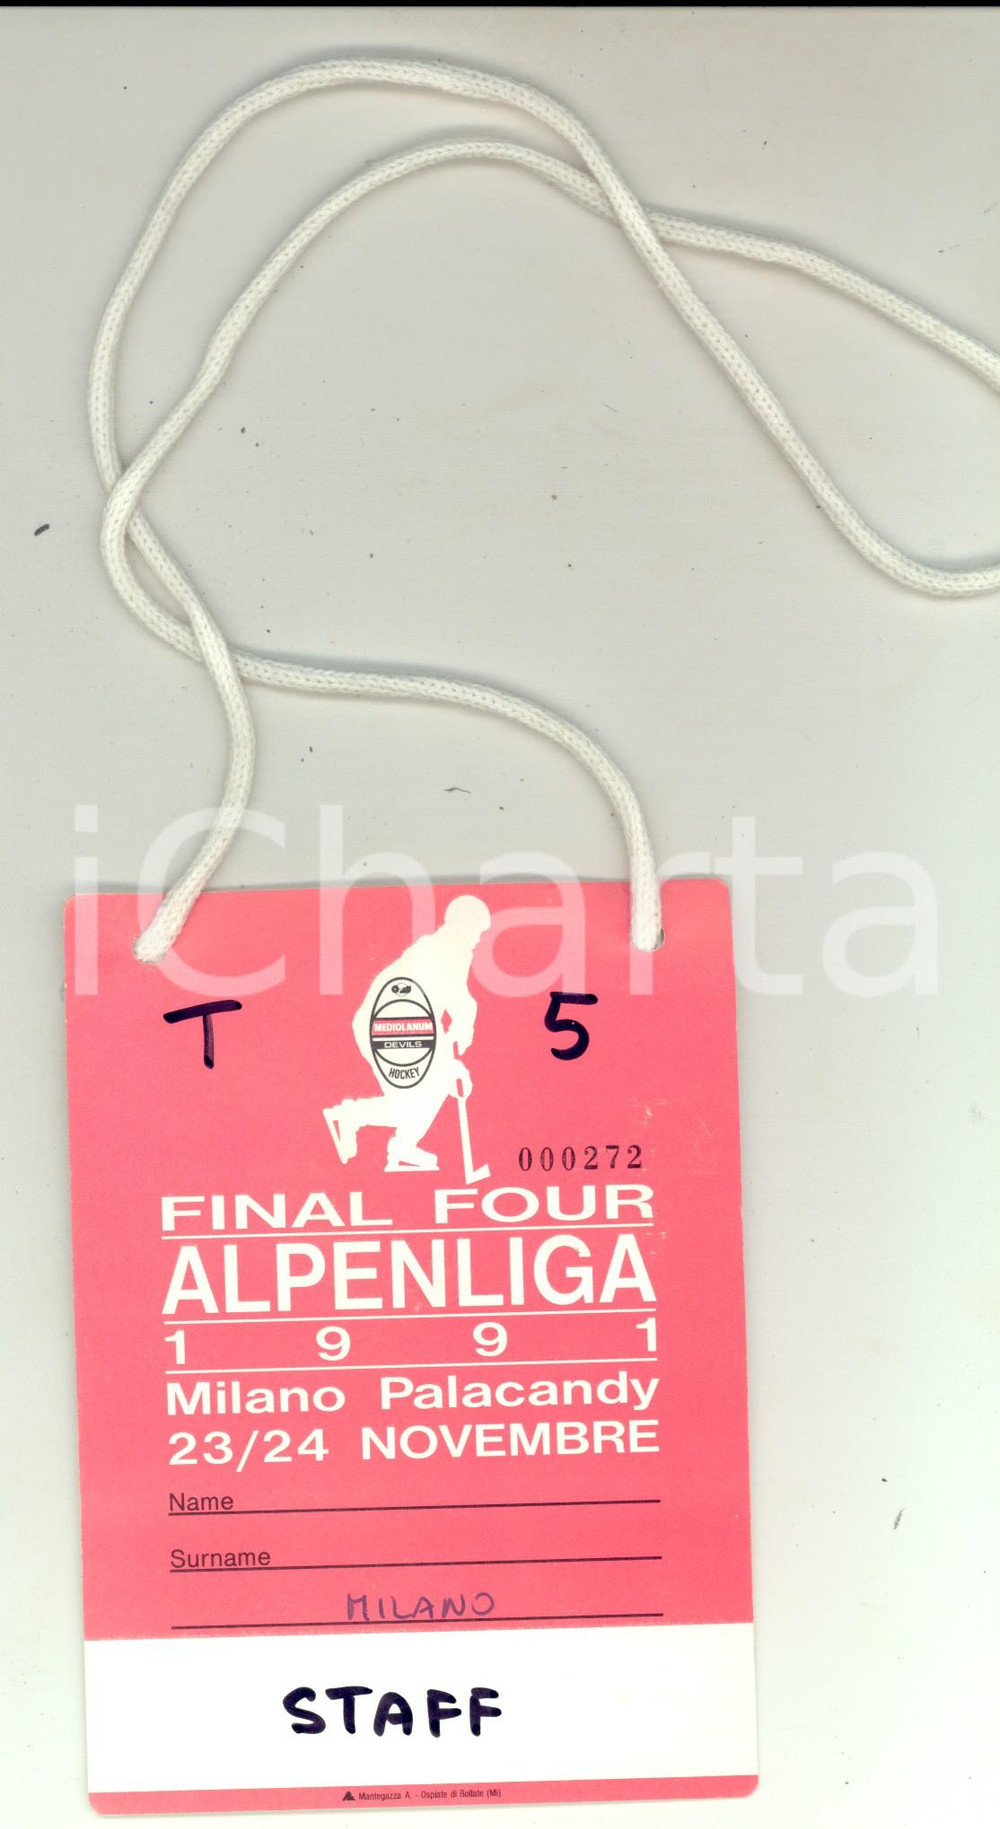 iCharta
T 5
MEDIOLANUM
DEVILS
HOCKEY
000272
FINAL FOUR
ALPENLIGA
1 9 9 1
Milano Palacandy
23/24 NOVEMBRE
Name
Surname
MILANO
STAFF
Mantegazza A. - Ospiate di Bollate (Mi)